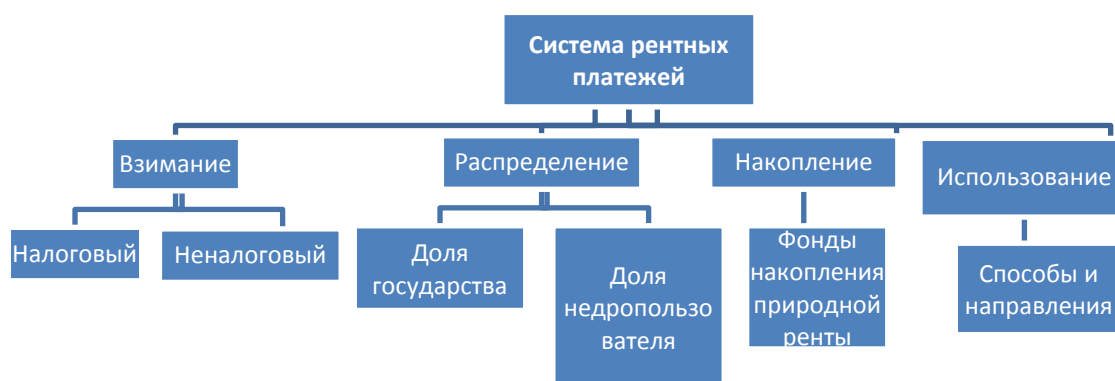 Система рентных
платежей
Взимание
Распределение
Накопление
Использование
Налоговый
Неналоговый
Доля
государства
Доля
недропользо
вателя
Фонды
накопления
природной
ренты
Способы и
направления